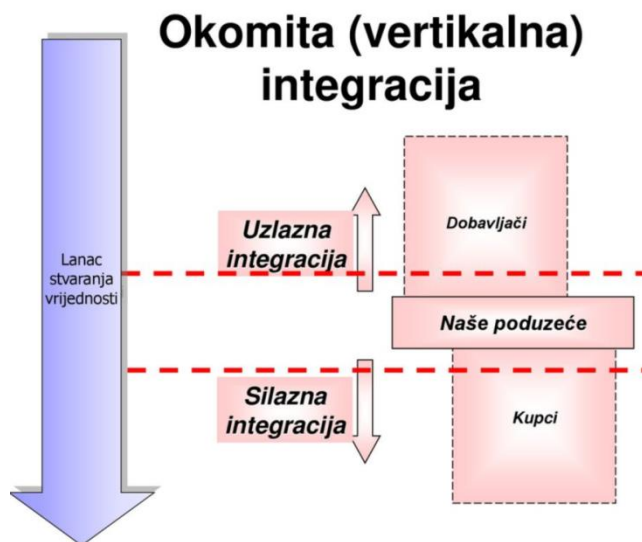 Okomita (vertikalna)
integracija
Uzlazna
integracija
Dobavljači
Lanac
stvaranja
vrijednosti
Naše poduzeće
Silazna
integracija
Kupci